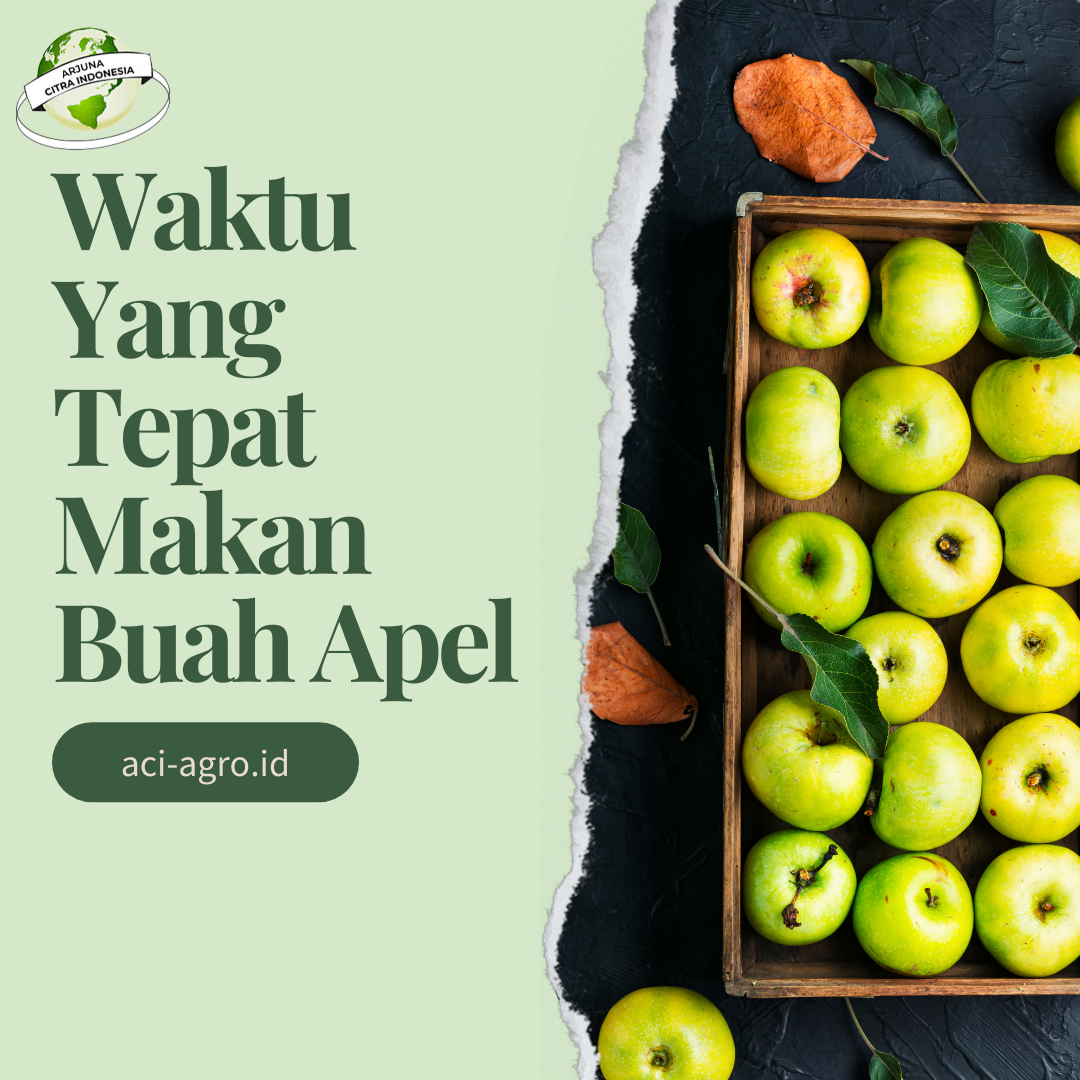 ARJUNA
CITRA INDONESIA
Waktu
Yang
Tepat
Makan
Buah Apel
aci-agro.id